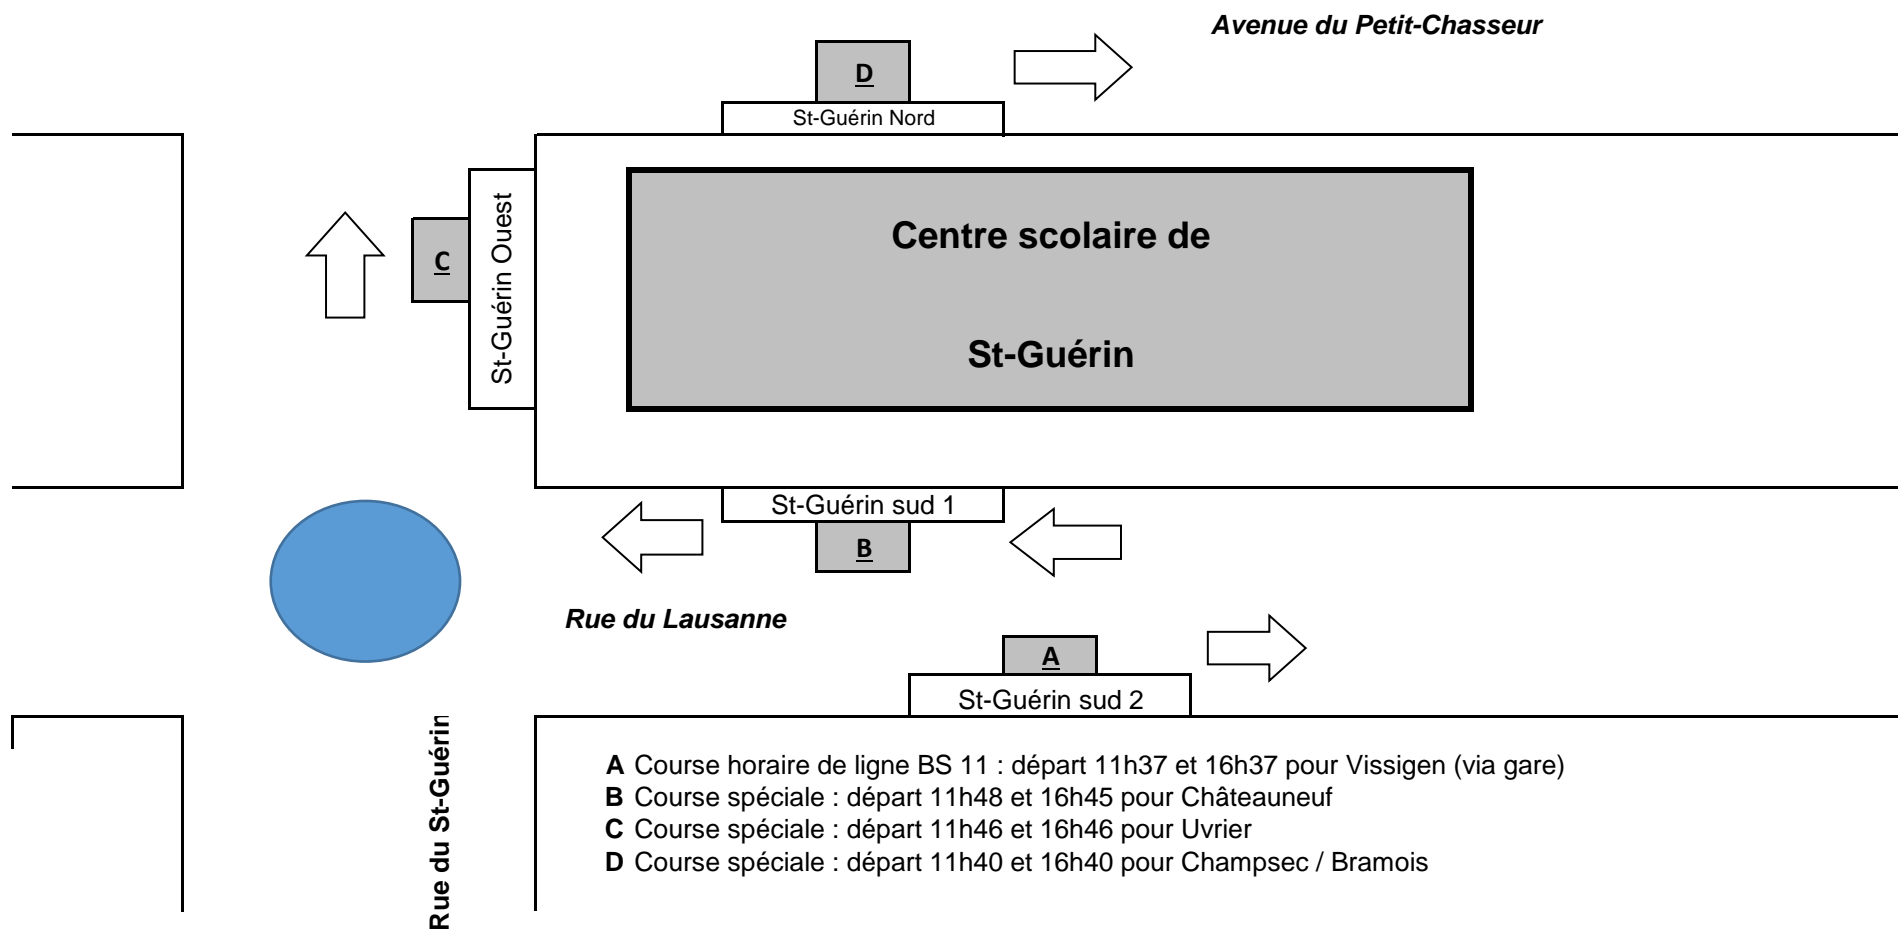 Avenue du Petit-Chasseur
D
St-Guérin Nord
C
St-Guérin Ouest
Centre scolaire de
St-Guérin
St-Guérin sud 1
B
Rue du Lausanne
A
St-Guérin sud 2
Rue du St-Guérin
A Course horaire de ligne BS 11 : départ 11h37 et 16h37 pour Vissigen (via gare)
B Course spéciale : départ 11h48 et 16h45 pour Châteauneuf
C Course spéciale : départ 11h46 et 16h46 pour Uvrier
D Course spéciale : départ 11h40 et 16h40 pour Champsec / Bramois